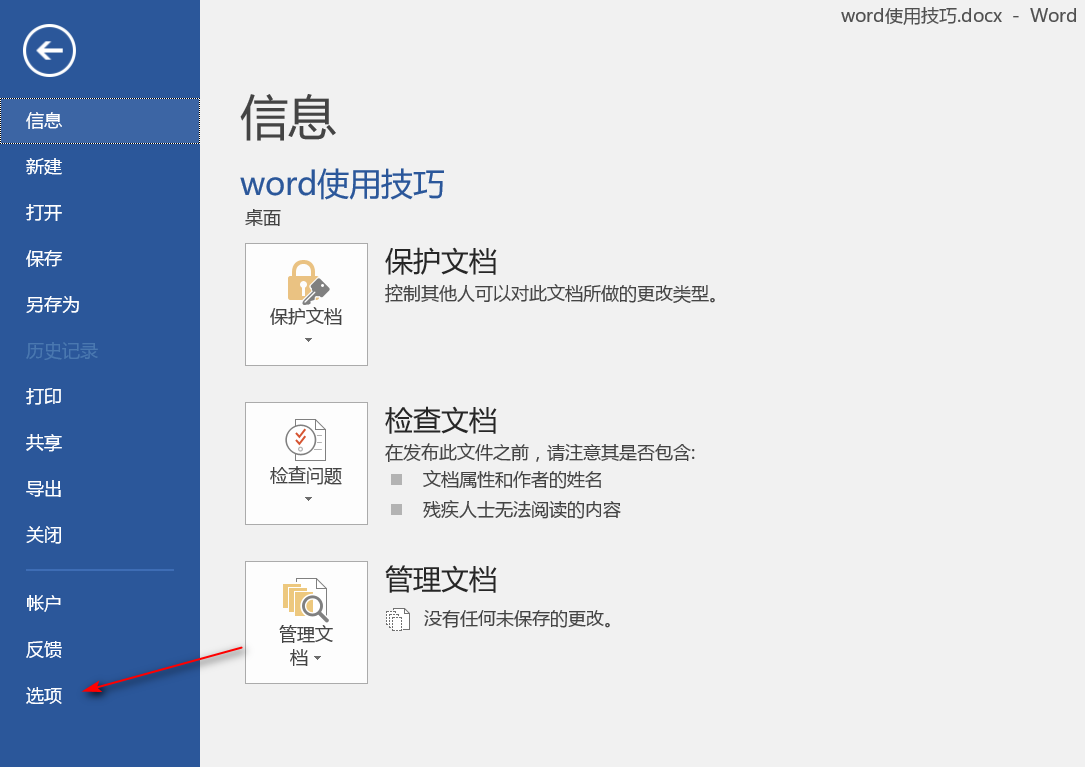 word使用技巧.docx - Word
信息
新建
打开
保存
另存为
历史记录
打印
共享
导出
关闭
帐户
反馈
选项
信息
word使用技巧
桌面
保护文档
保护文档
控制其他人可以对此文档所做的更改类型。
检查问题
检查文档
在发布此文件之前，请注意其是否包含:
文档属性和作者的姓名
残疾人士无法阅读的内容
管理文
档
管理文档
没有任何未保存的更改。